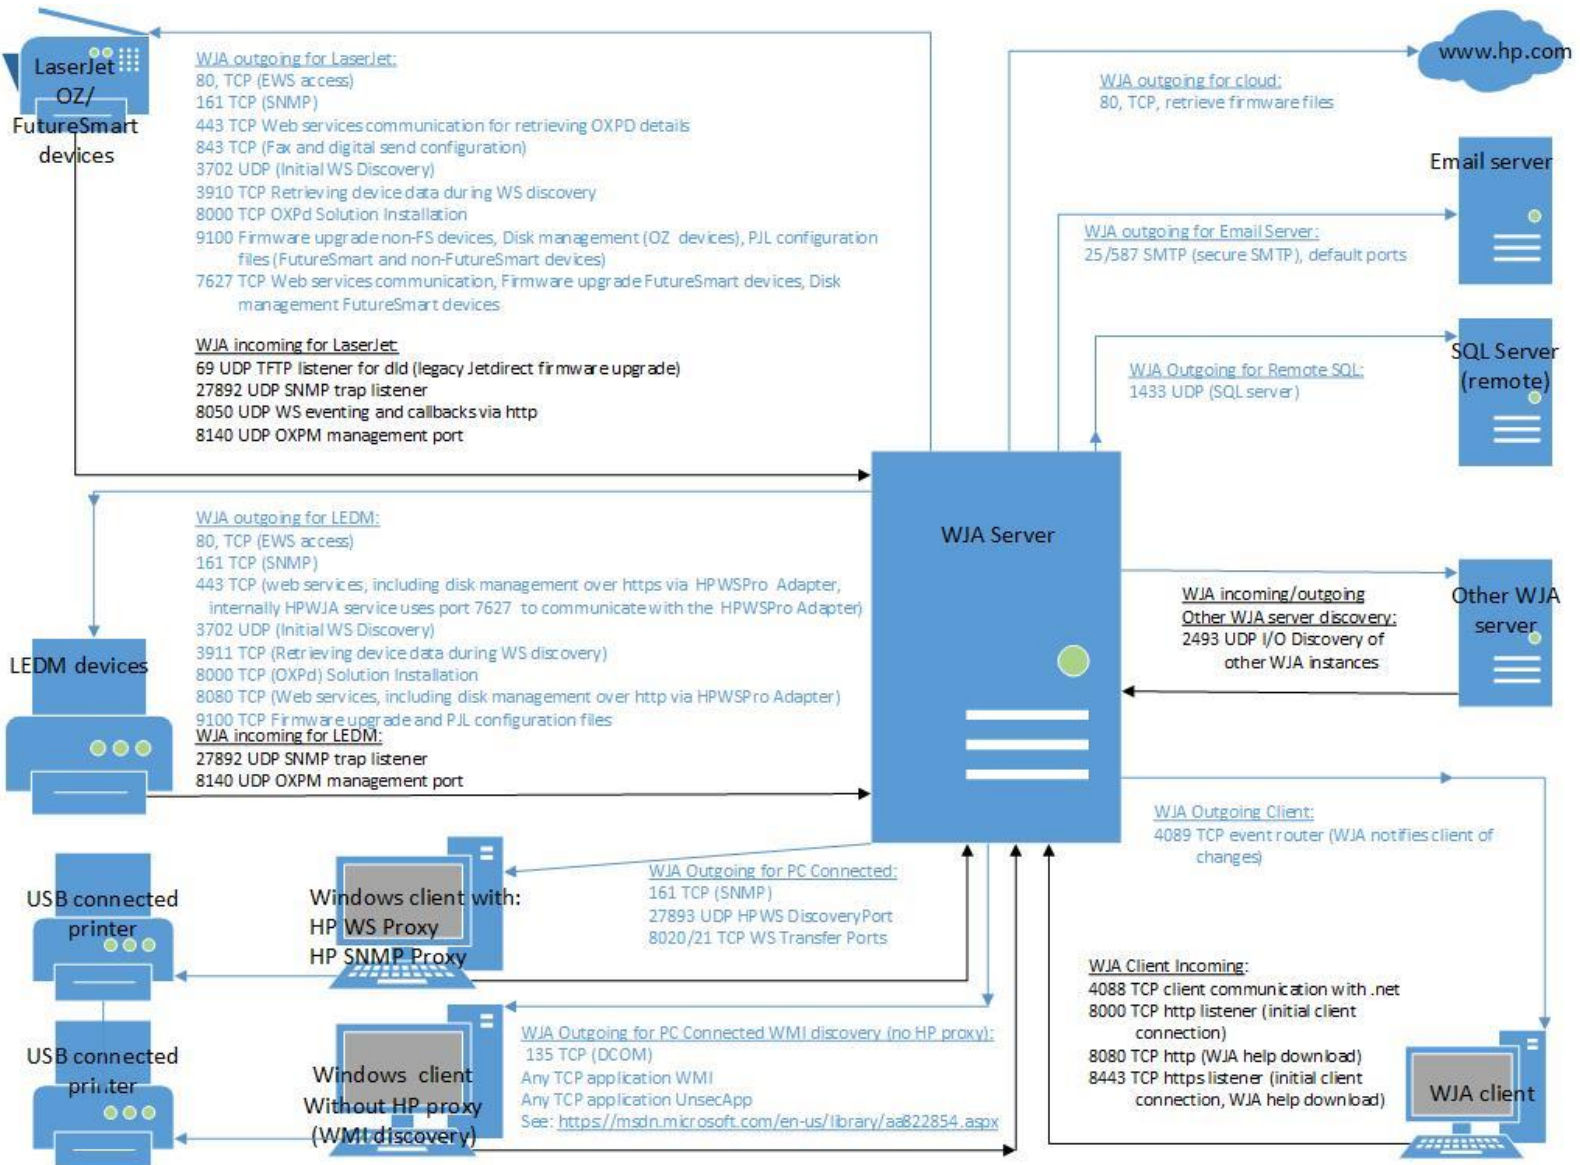 LaserJet
OZ/
FutureSmart
devices
WJA outgoing for LaserJet:
80, TCP (EWS access)
161 TCP (SNMP)
443 TCP Web services communication for retrieving OXPD details
843 TCP (Fax and digital send configuration)
3702 UDP (Initial WS Discovery)
3910 TCP Retrieving device data during WS discovery
8000 TCP OXPd Solution Installation
9100 Firmware upgrade non-FS devices, Disk management (OZ devices), PJL configuration
files (FutureSmart and non-FutureSmart devices)
7627 TCP Web services communication, Firmware upgrade FutureSmart devices, Disk
management FutureSmart devices
WJA incoming for LaserJet:
69 UDP TFTP listener for dld (legacy Jetdirect firmware upgrade)
27892 UDP SNMP trap listener
8050 UDP WS eventing and callbacks via http
8140 UDP OXPM management port
www.hp.com
WJA outgoing for cloud:
80, TCP, retrieve firmware files
Email server
WJA outgoing for Email Server:
25/587 SMTP (secure SMTP), default ports
SQL Server
(remote)
WJA Outgoing for Remote SQL:
1433 UDP (SQL server)
WJA Server
WJA outgoing for LEDM:
80, TCP (EWS access)
161 TCP (SNMP)
443 TCP (web services, including disk management over https via HPWSPro Adapter,
internally HPWJA service uses port 7627 to communicate with the HPWSPro Adapter)
3702 UDP (Initial WS Discovery)
3911 TCP (Retrieving device data during WS discovery)
8000 TCP (OXPd) Solution Installation
8080 TCP (Web services, including disk management over http via HPWSPro Adapter)
9100 TCP Firmware upgrade and PJL configuration files
WJA incoming for LEDM:
27892 UDP SNMP trap listener
8140 UDP OXPM management port
LEDM devices
WJA incoming/outgoing
Other WJA server discovery:
2493 UDP I/O Discovery of
other WJA instances
Other WJA
server
WJA Outgoing Client:
4089 TCP event router (WJA notifies client of
changes)
USB connected
printer
Windows client with:
HP WS Proxy
HP SNMP Proxy
WJA Outgoing for PC Connected:
161 TCP (SNMP)
27893 UDP HPWS DiscoveryPort
8020/21 TCP WS Transfer Ports
WJA Client Incoming:
4088 TCP client communication with .net
8000 TCP http listener (initial client
connection)
8080 TCP http (WJA help download)
8443 TCP https listener (initial client
connection, WJA help download)
USB connected
printer
Windows client
Without HP proxy
(WMI discovery)
WJA Outgoing for PC Connected WMI discovery (no HP proxy):
135 TCP (DCOM)
Any TCP application WMI
Any TCP application UnsecApp
See: https://msdn.microsoft.com/en-us/library/aa822854.aspx
WJA client